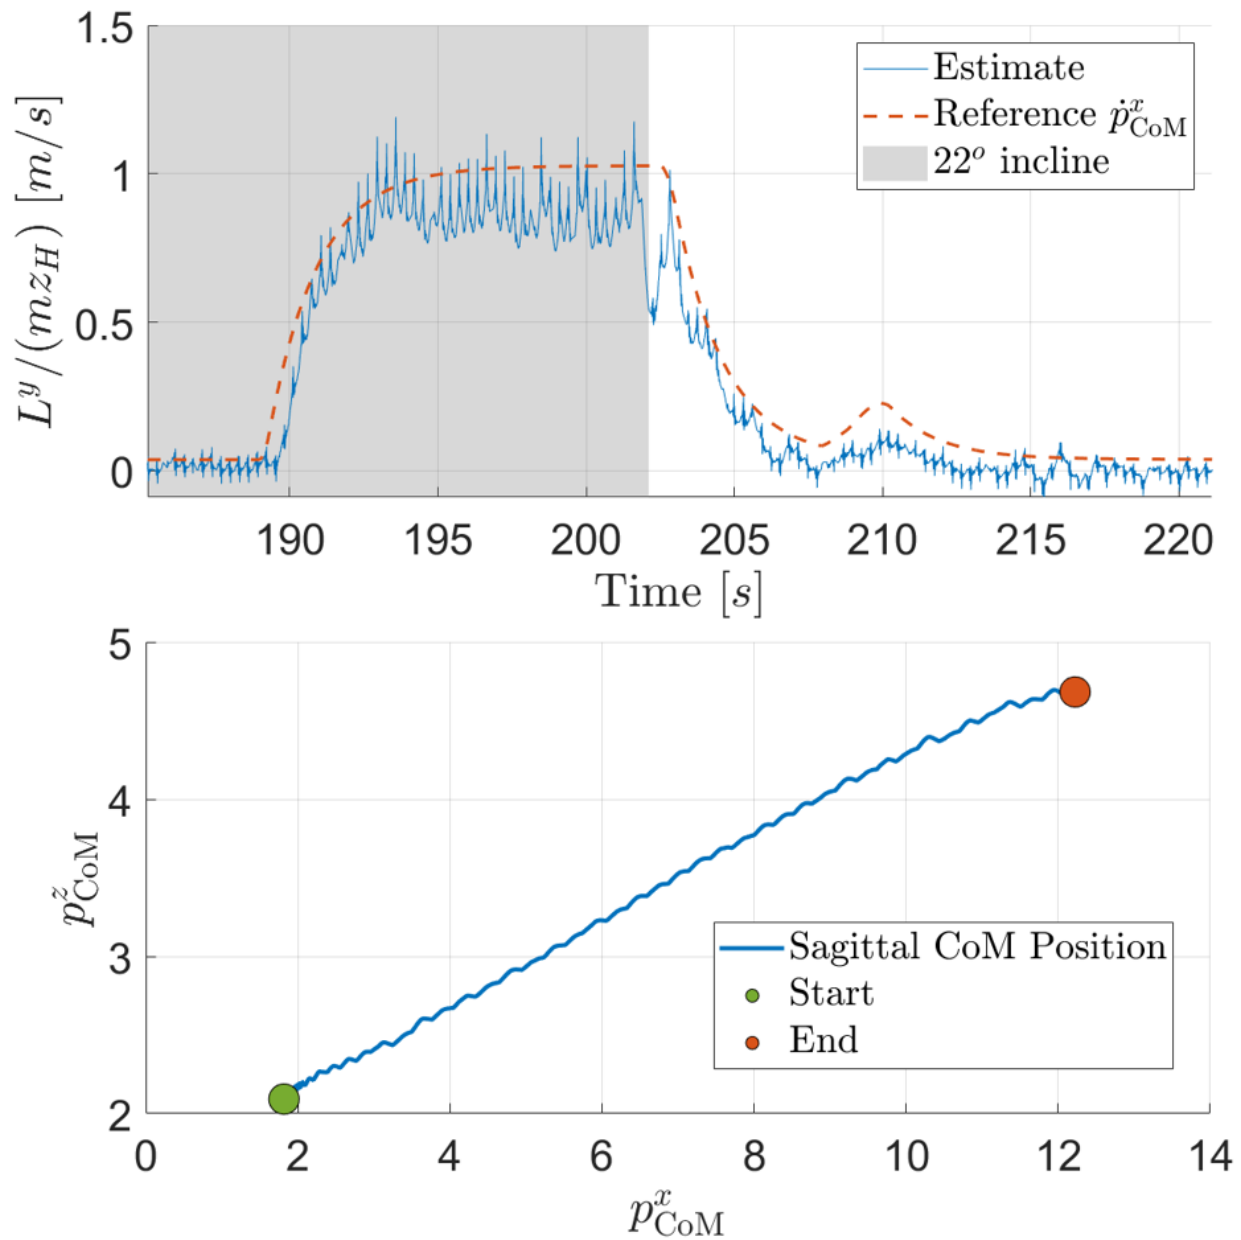 1.5
1
0.5
0
L^y/(mz_H) [m/s]
Estimate
Reference ṗ^x_CoM
22° incline
190 195 200 205 210 215 220
Time [s]
5
4
3
2
p^z_CoM
Sagittal CoM Position
Start
End
0 2 4 6 8 10 12 14
p^x_CoM